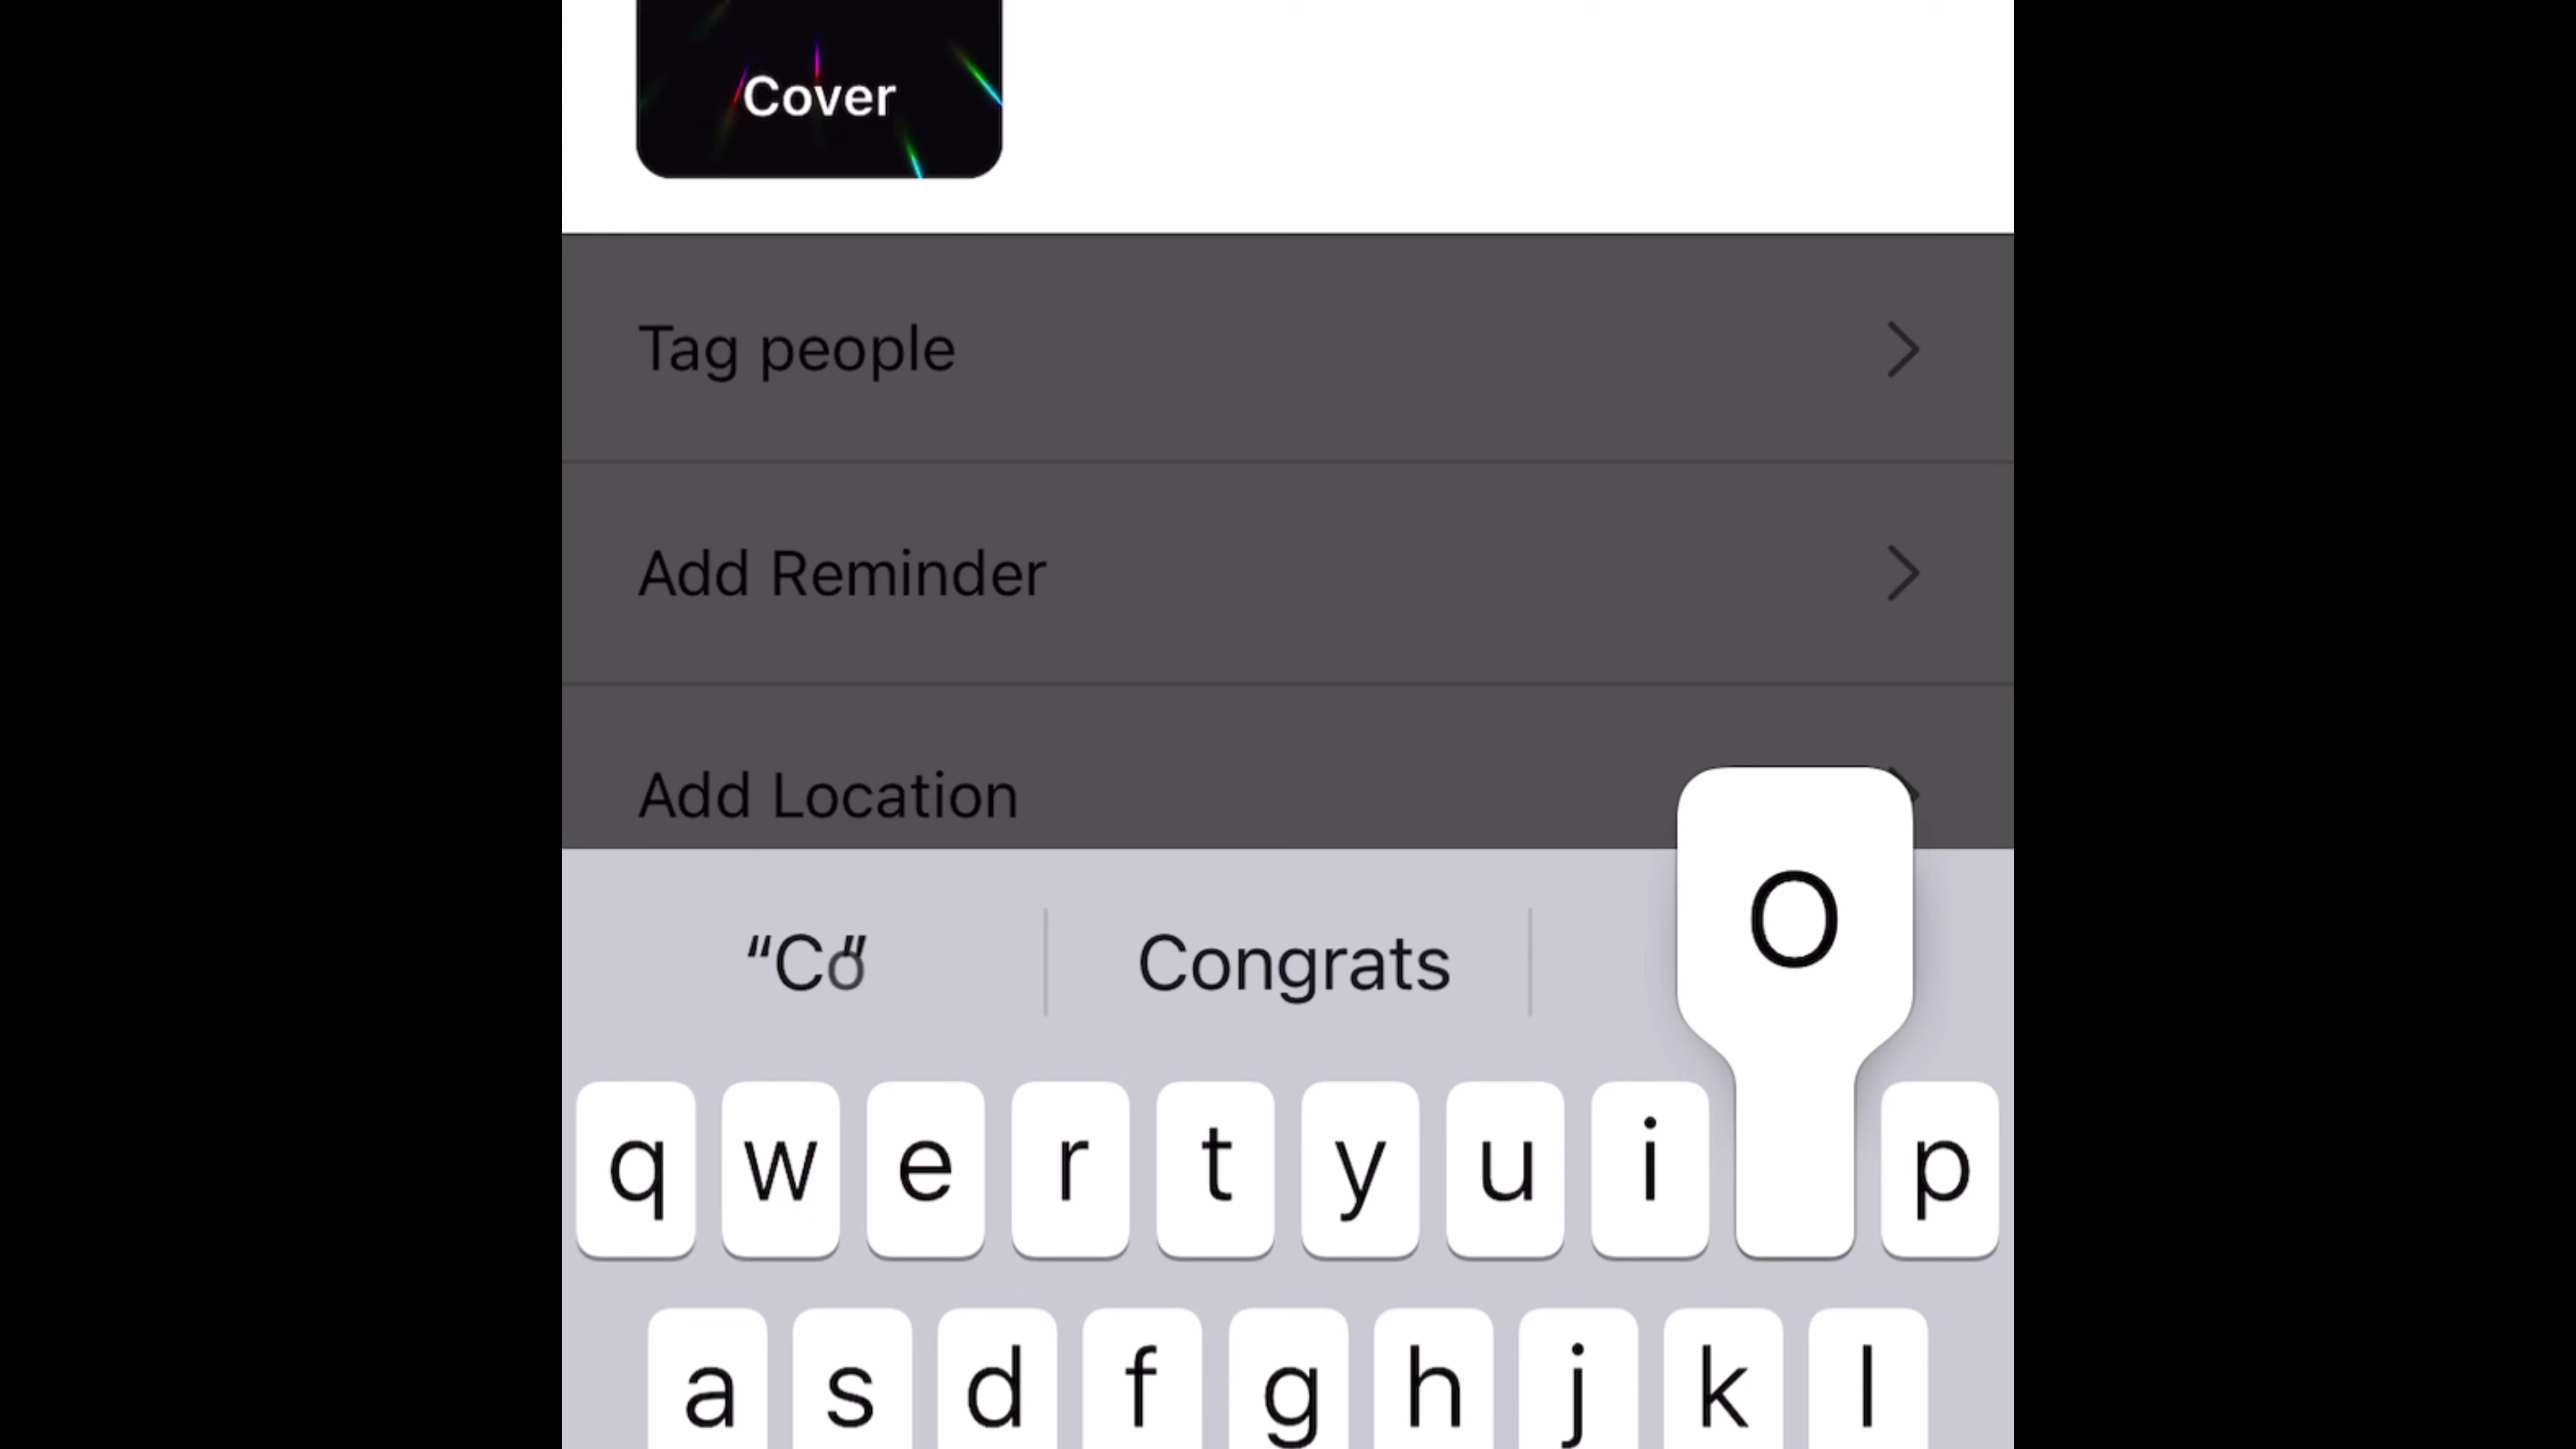 Cover
Tag people
Add Reminder
Add Location
“Co” Congrats
O
q w e r t y u i p
a s d f g h j k l